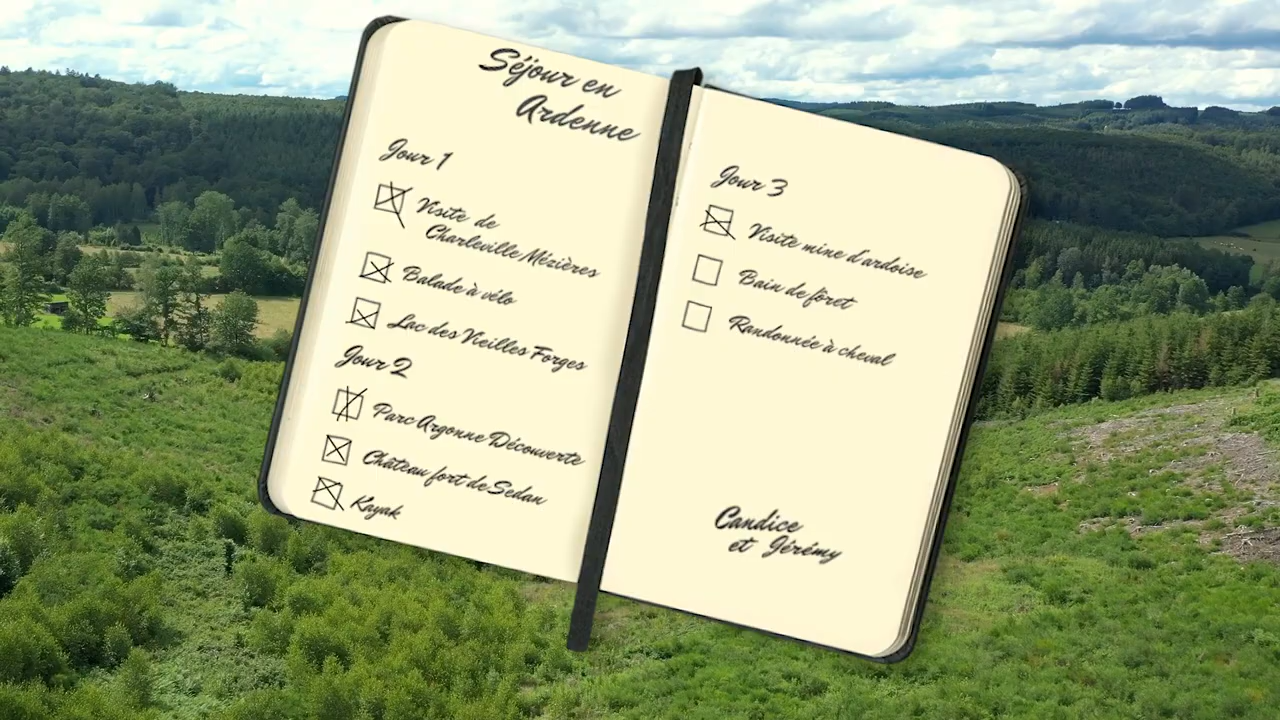 Séjour en
Ardenne
Jour 1
Visite de
Charleville Mézières
Balade à vélo
Lac des Vieilles Forges
Jour 2
Parc Argonne Découverte
Château fort de Sedan
Kayak
Jour 3
Visite mine d'ardoise
Bain de fôret
Randonnée à cheval
Candice
et Jérémy